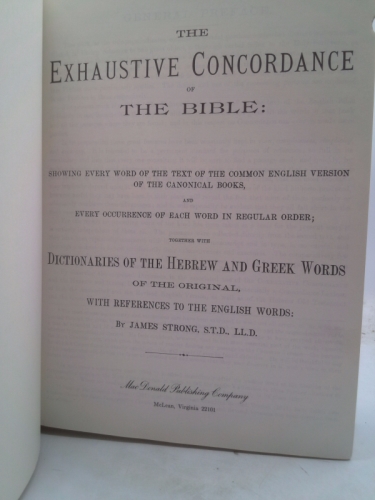 THE
EXHAUSTIVE CONCORDANCE
OF
THE BIBLE:
SHOWING EVERY WORD OF THE TEXT OF THE COMMON ENGLISH VERSION
OF THE CANONICAL BOOKS,
AND
EVERY OCCURRENCE OF EACH WORD IN REGULAR ORDER;
TOGETHER WITH
DICTIONARIES OF THE HEBREW AND GREEK WORDS
OF THE ORIGINAL,
WITH REFERENCES TO THE ENGLISH WORDS:
BY JAMES STRONG, S.T.D., LL.D.
MacDonald Publishing Company
McLean, Virginia 22102